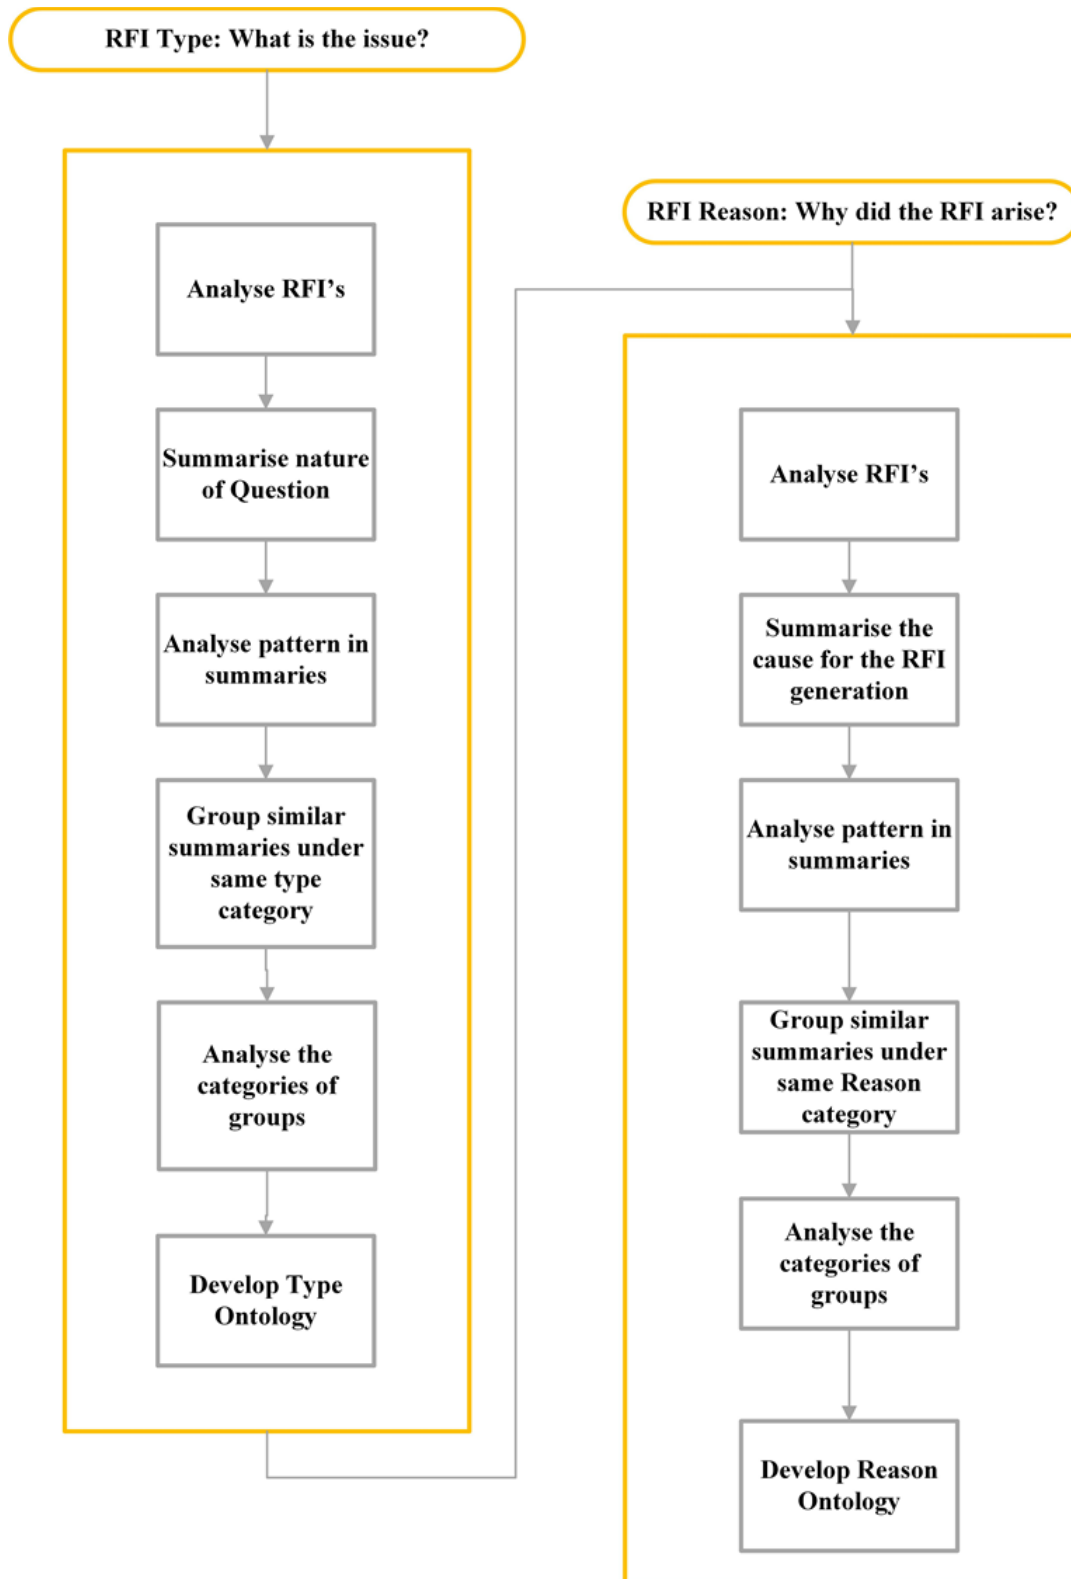 RFI Type: What is the issue?
Analyse RFI's
Summarise nature
of Question
Analyse pattern in
summaries
Group similar
summaries under
same type
category
Analyse the
categories of
groups
Develop Type
Ontology
RFI Reason: Why did the RFI arise?
Analyse RFI's
Summarise the
cause for the RFI
generation
Analyse pattern in
summaries
Group similar
summaries under
same Reason
category
Analyse the
categories of
groups
Develop Reason
Ontology